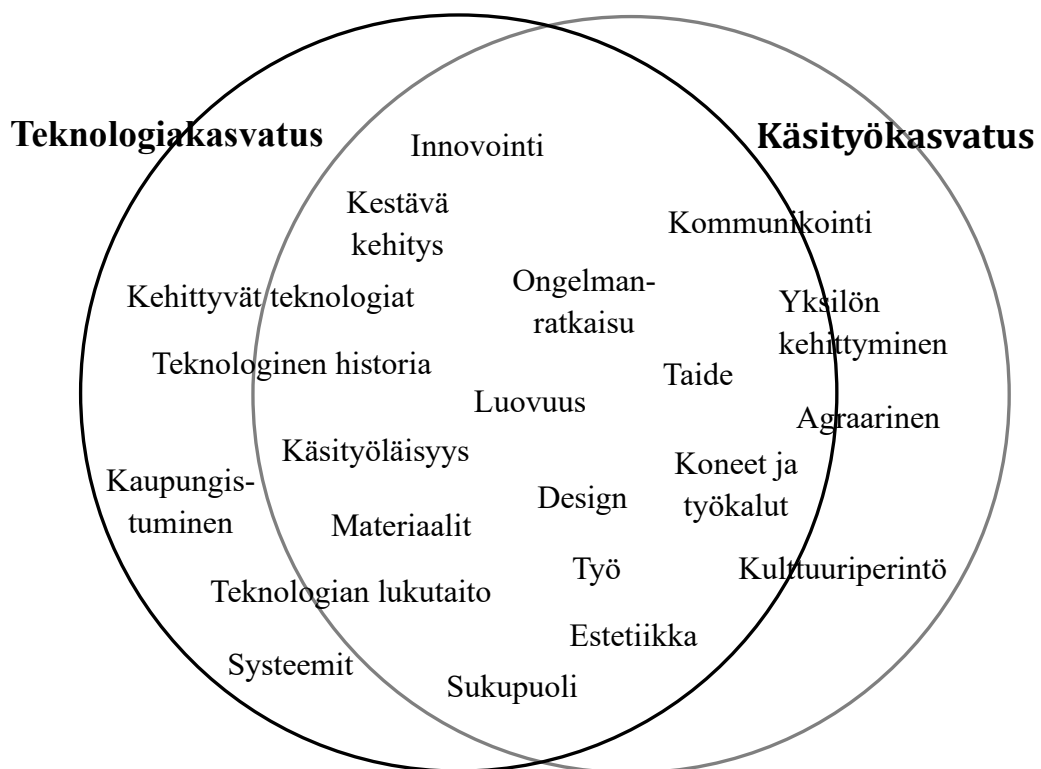 Teknologiakasvatus
Käsityökasvatus
Innovointi
Kestävä
kehitys
Kommunikointi
Ongelman-
ratkaisu
Kehittyvät teknologiat
Yksilön
kehittyminen
Teknologinen historia
Taide
Luovuus
Agraarinen
Käsityöläisyys
Koneet ja
työkalut
Kaupungis-
tuminen
Design
Materiaalit
Työ
Kulttuuriperintö
Teknologian lukutaito
Estetiikka
Systeemit
Sukupuoli